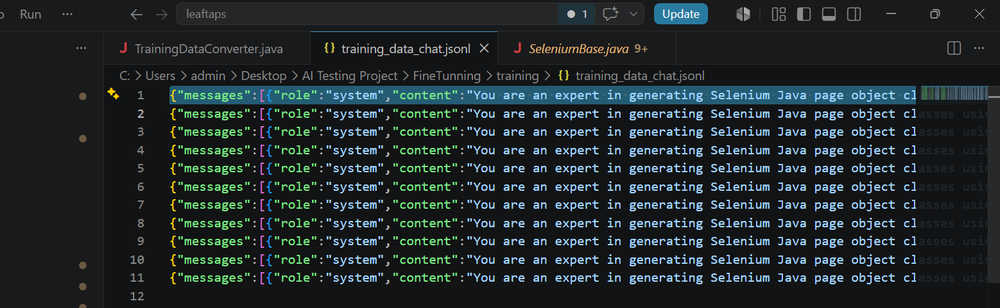 Run ··· leaftaps 1 Update
··· TrainingDataConverter.java {} training_data_chat.jsonl SeleniumBase.java 9+ ···
C: > Users > admin > Desktop > AI Testing Project > FineTunning > training > {} training_data_chat.jsonl
1 {"messages":[{"role":"system","content":"You are an expert in generating Selenium Java page object cl
2 {"messages":[{"role":"system","content":"You are an expert in generating Selenium Java page object classes usin
3 {"messages":[{"role":"system","content":"You are an expert in generating Selenium Java page object classes usin
4 {"messages":[{"role":"system","content":"You are an expert in generating Selenium Java page object classes usin
5 {"messages":[{"role":"system","content":"You are an expert in generating Selenium Java page object classes usin
6 {"messages":[{"role":"system","content":"You are an expert in generating Selenium Java page object classes usin
7 {"messages":[{"role":"system","content":"You are an expert in generating Selenium Java page object classes usin
8 {"messages":[{"role":"system","content":"You are an expert in generating Selenium Java page object classes usin
9 {"messages":[{"role":"system","content":"You are an expert in generating Selenium Java page object classes usin
10 {"messages":[{"role":"system","content":"You are an expert in generating Selenium Java page object classes usin
11 {"messages":[{"role":"system","content":"You are an expert in generating Selenium Java page object classes usin
12